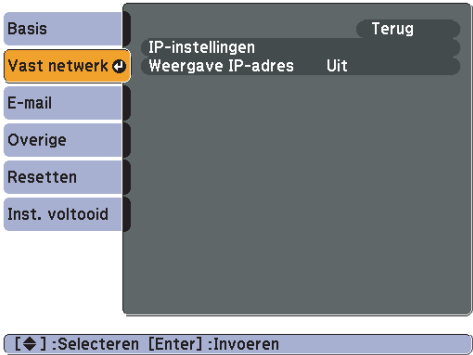 Basis
Vast netwerk
E-mail
Overige
Resetten
Inst. voltooid
Terug
IP-instellingen
Weergave IP-adres Uit
[◆] :Selecteren [Enter] :Invoeren